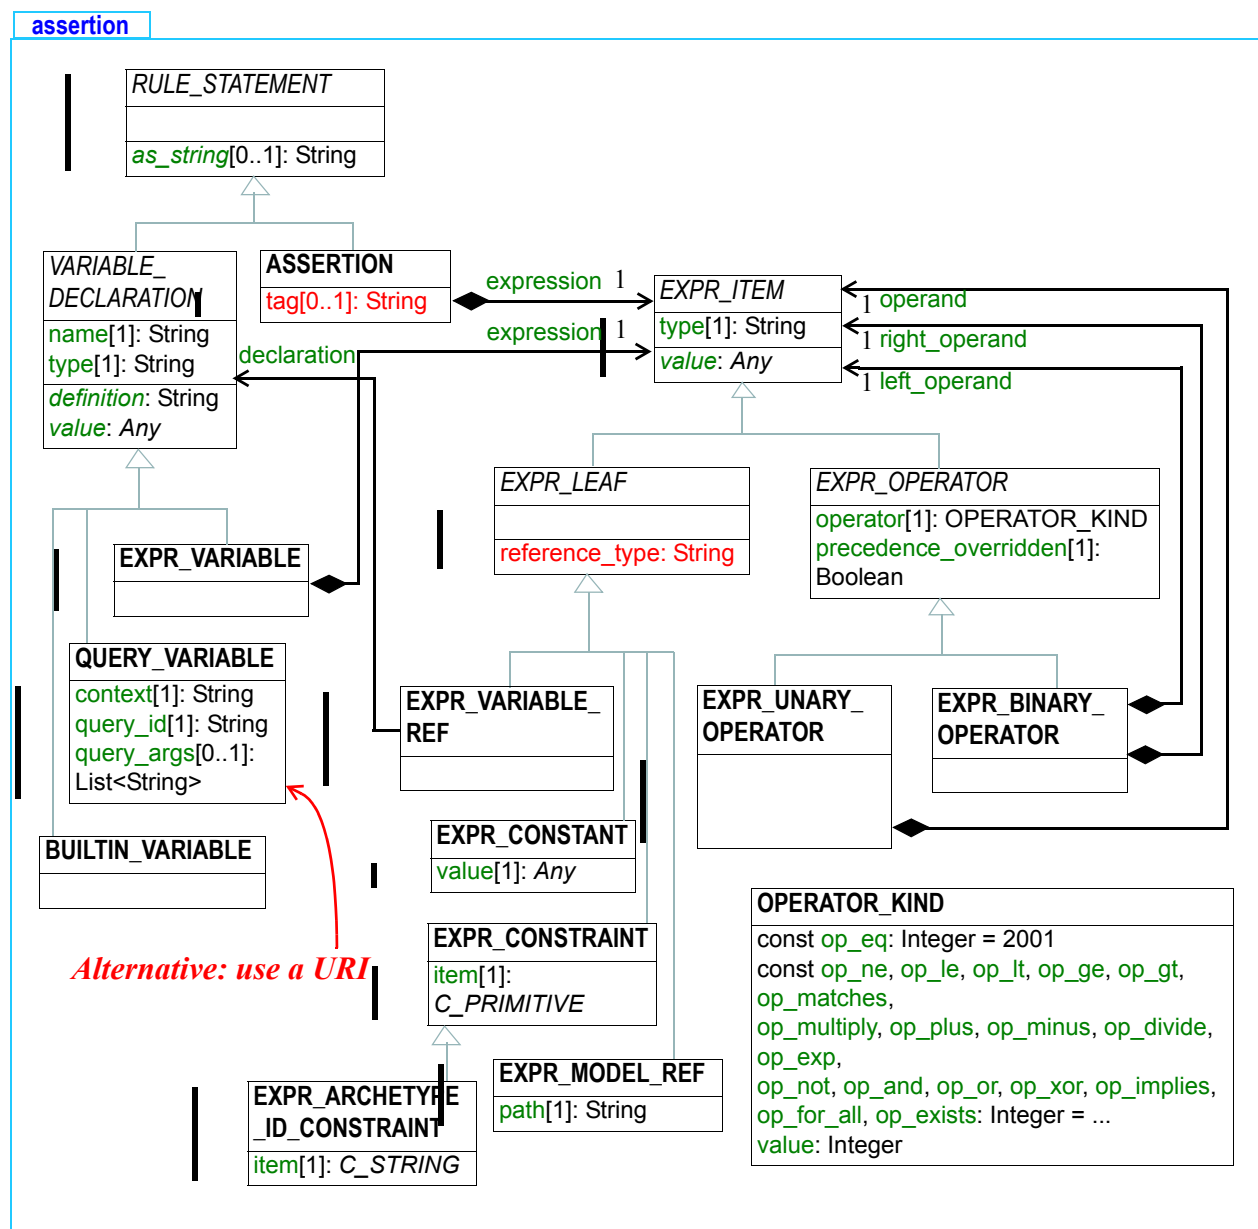 assertion
RULE_STATEMENT
as_string[0..1]: String
VARIABLE_
DECLARATION
name[1]: String
type[1]: String
definition: String
value: Any
ASSERTION
tag[0..1]: String
expression 1
expression 1
declaration
EXPR_ITEM
type[1]: String
value: Any
1 operand
1 right_operand
1 left_operand
EXPR_LEAF
reference_type: String
EXPR_OPERATOR
operator[1]: OPERATOR_KIND
precedence_overridden[1]:
Boolean
EXPR_VARIABLE
QUERY_VARIABLE
context[1]: String
query_id[1]: String
query_args[0..1]:
List<String>
EXPR_VARIABLE_
REF
EXPR_UNARY_
OPERATOR
EXPR_BINARY_
OPERATOR
BUILTIN_VARIABLE
EXPR_CONSTANT
value[1]: Any
Alternative: use a URI
EXPR_CONSTRAINT
item[1]:
C_PRIMITIVE
EXPR_ARCHETYPE
_ID_CONSTRAINT
item[1]: C_STRING
EXPR_MODEL_REF
path[1]: String
OPERATOR_KIND
const op_eq: Integer = 2001
const op_ne, op_le, op_lt, op_ge, op_gt,
op_matches,
op_multiply, op_plus, op_minus, op_divide,
op_exp,
op_not, op_and, op_or, op_xor, op_implies,
op_for_all, op_exists: Integer = ...
value: Integer